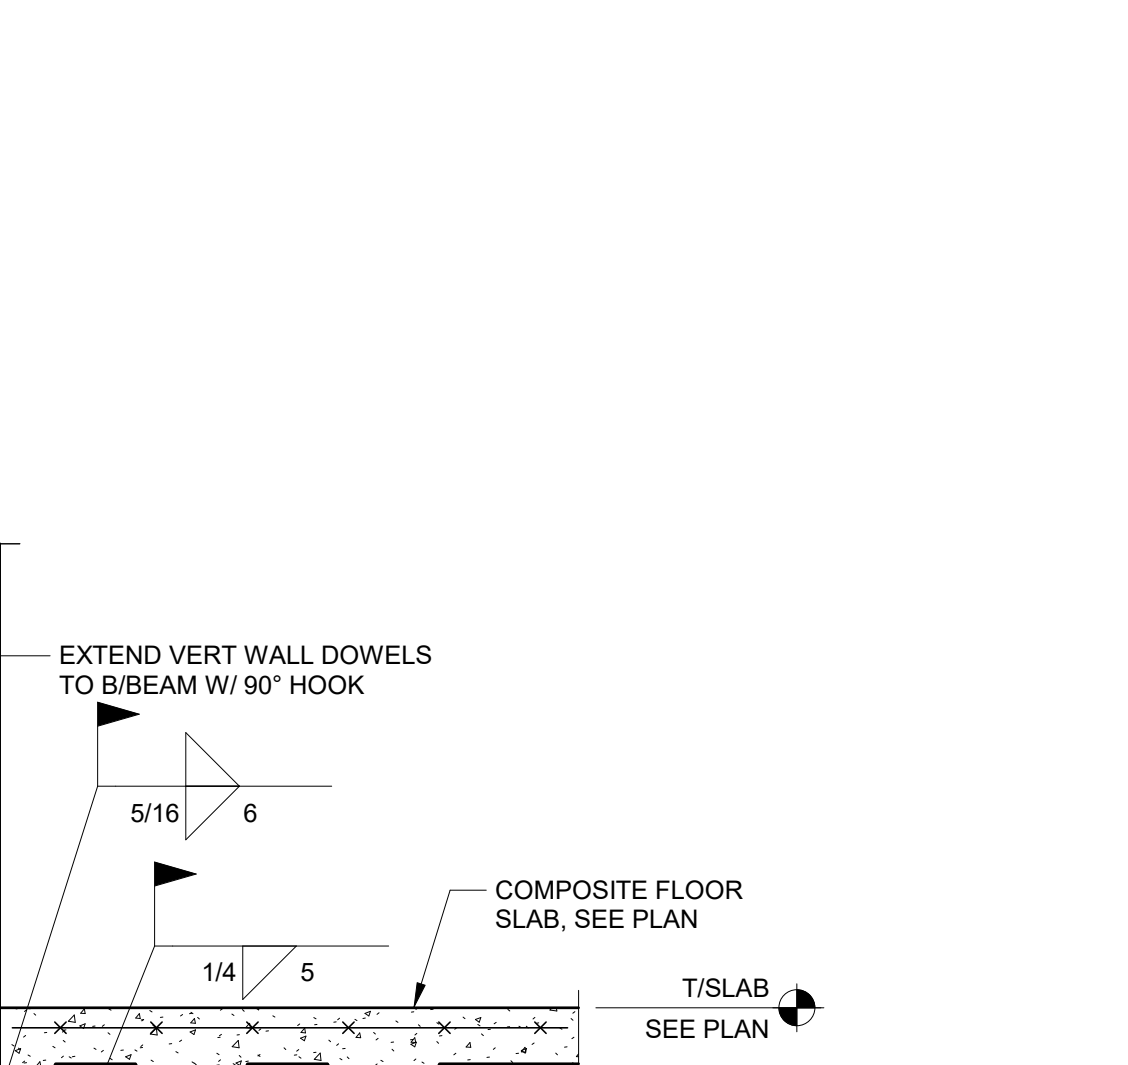 EXTEND VERT WALL DOWELS
TO B/BEAM W/ 90° HOOK
5/16 6
1/4 5
COMPOSITE FLOOR
SLAB, SEE PLAN
T/SLAB
SEE PLAN